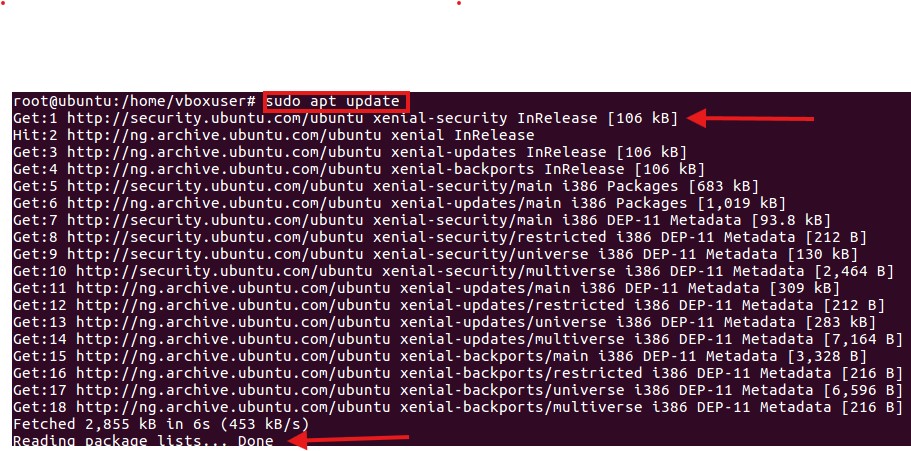 root@ubuntu:/home/vboxuser# sudo apt update
Get:1 http://security.ubuntu.com/ubuntu xenial-security InRelease [106 kB]
Hit:2 http://ng.archive.ubuntu.com/ubuntu xenial InRelease
Get:3 http://ng.archive.ubuntu.com/ubuntu xenial-updates InRelease [106 kB]
Get:4 http://ng.archive.ubuntu.com/ubuntu xenial-backports InRelease [106 kB]
Get:5 http://security.ubuntu.com/ubuntu xenial-security/main i386 Packages [683 kB]
Get:6 http://ng.archive.ubuntu.com/ubuntu xenial-updates/main i386 Packages [1,019 kB]
Get:7 http://security.ubuntu.com/ubuntu xenial-security/main i386 DEP-11 Metadata [93.8 kB]
Get:8 http://security.ubuntu.com/ubuntu xenial-security/restricted i386 DEP-11 Metadata [212 B]
Get:9 http://security.ubuntu.com/ubuntu xenial-security/universe i386 DEP-11 Metadata [130 kB]
Get:10 http://security.ubuntu.com/ubuntu xenial-security/multiverse i386 DEP-11 Metadata [2,464 B]
Get:11 http://ng.archive.ubuntu.com/ubuntu xenial-updates/main i386 DEP-11 Metadata [309 kB]
Get:12 http://ng.archive.ubuntu.com/ubuntu xenial-updates/restricted i386 DEP-11 Metadata [212 B]
Get:13 http://ng.archive.ubuntu.com/ubuntu xenial-updates/universe i386 DEP-11 Metadata [283 kB]
Get:14 http://ng.archive.ubuntu.com/ubuntu xenial-updates/multiverse i386 DEP-11 Metadata [7,164 B]
Get:15 http://ng.archive.ubuntu.com/ubuntu xenial-backports/main i386 DEP-11 Metadata [3,328 B]
Get:16 http://ng.archive.ubuntu.com/ubuntu xenial-backports/restricted i386 DEP-11 Metadata [216 B]
Get:17 http://ng.archive.ubuntu.com/ubuntu xenial-backports/universe i386 DEP-11 Metadata [6,596 B]
Get:18 http://ng.archive.ubuntu.com/ubuntu xenial-backports/multiverse i386 DEP-11 Metadata [216 B]
Fetched 2,855 kB in 6s (453 kB/s)
Reading package lists... Done